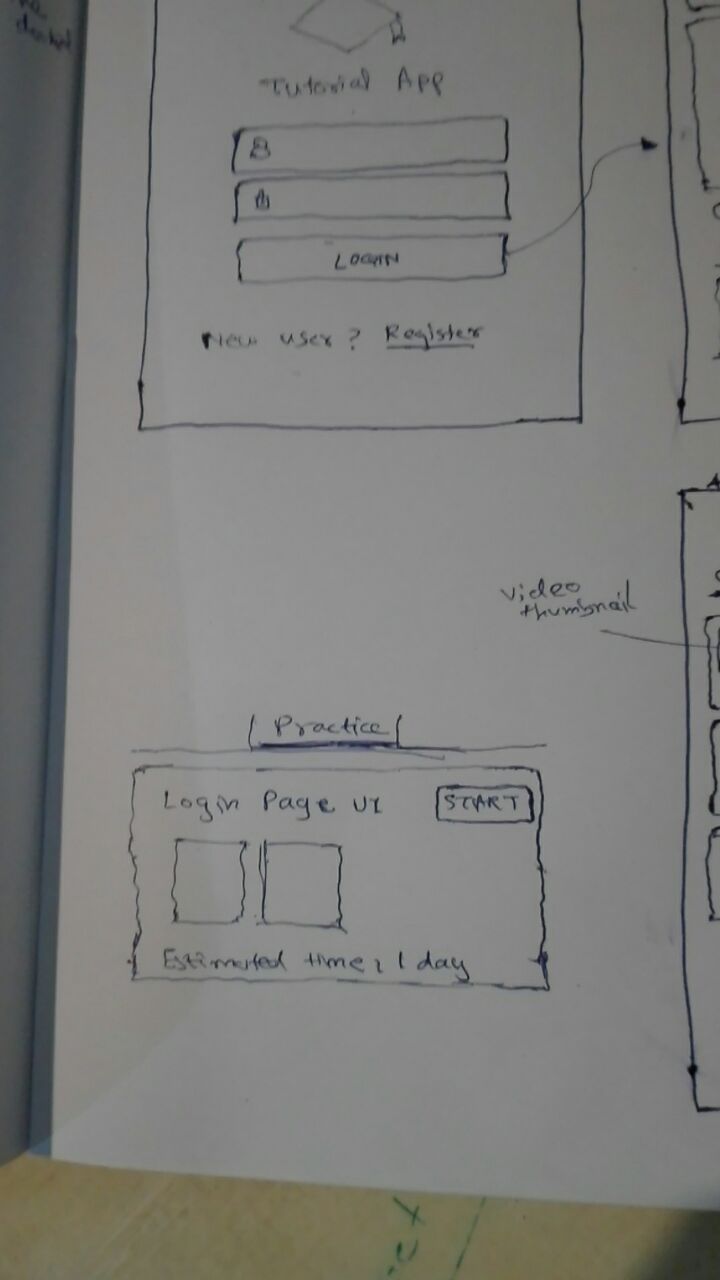 Tutorial App
LOGIN
New user? Register
video
thumbnail
Practice
Login Page UI
START
Estimated time : 1 day